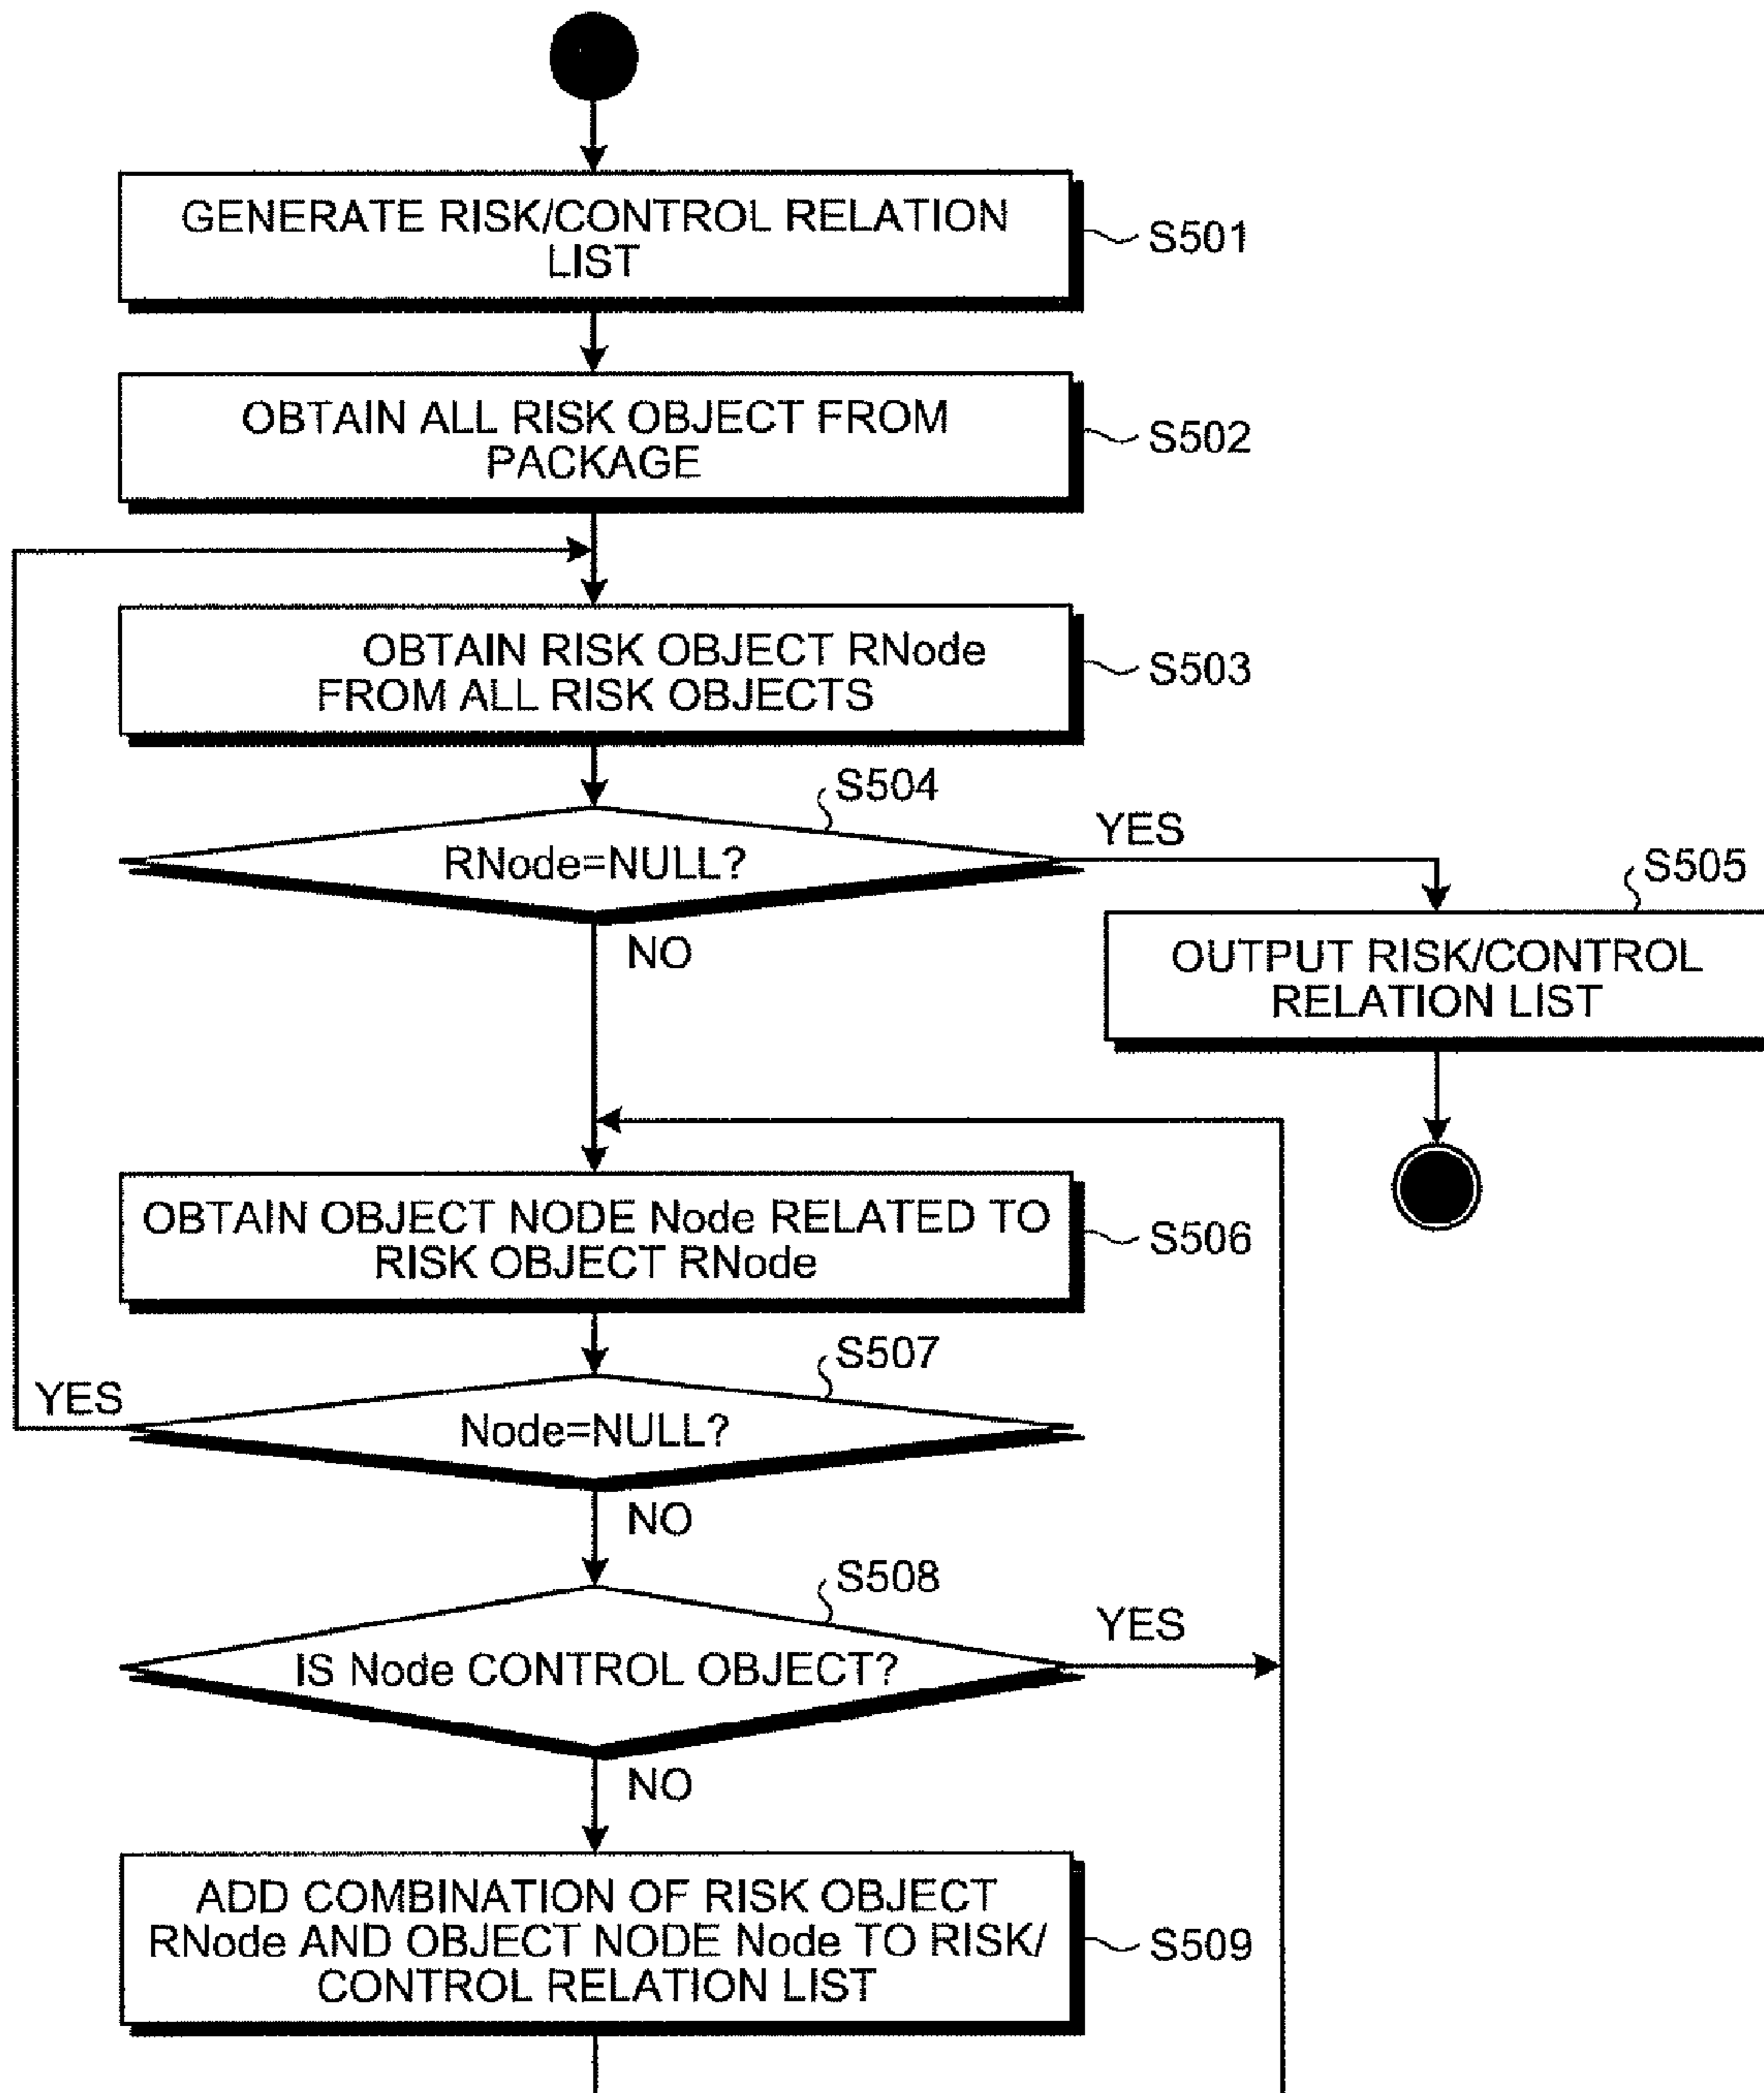 GENERATE RISK/CONTROL RELATION
LIST
S501
OBTAIN ALL RISK OBJECT FROM
PACKAGE
S502
OBTAIN RISK OBJECT RNode
FROM ALL RISK OBJECTS
S503
S504
RNode=NULL?
YES
NO
S505
OUTPUT RISK/CONTROL
RELATION LIST
OBTAIN OBJECT NODE Node RELATED TO
RISK OBJECT RNode
S506
S507
YES
Node=NULL?
NO
S508
IS Node CONTROL OBJECT?
YES
NO
ADD COMBINATION OF RISK OBJECT
RNode AND OBJECT NODE Node TO RISK/
CONTROL RELATION LIST
S509